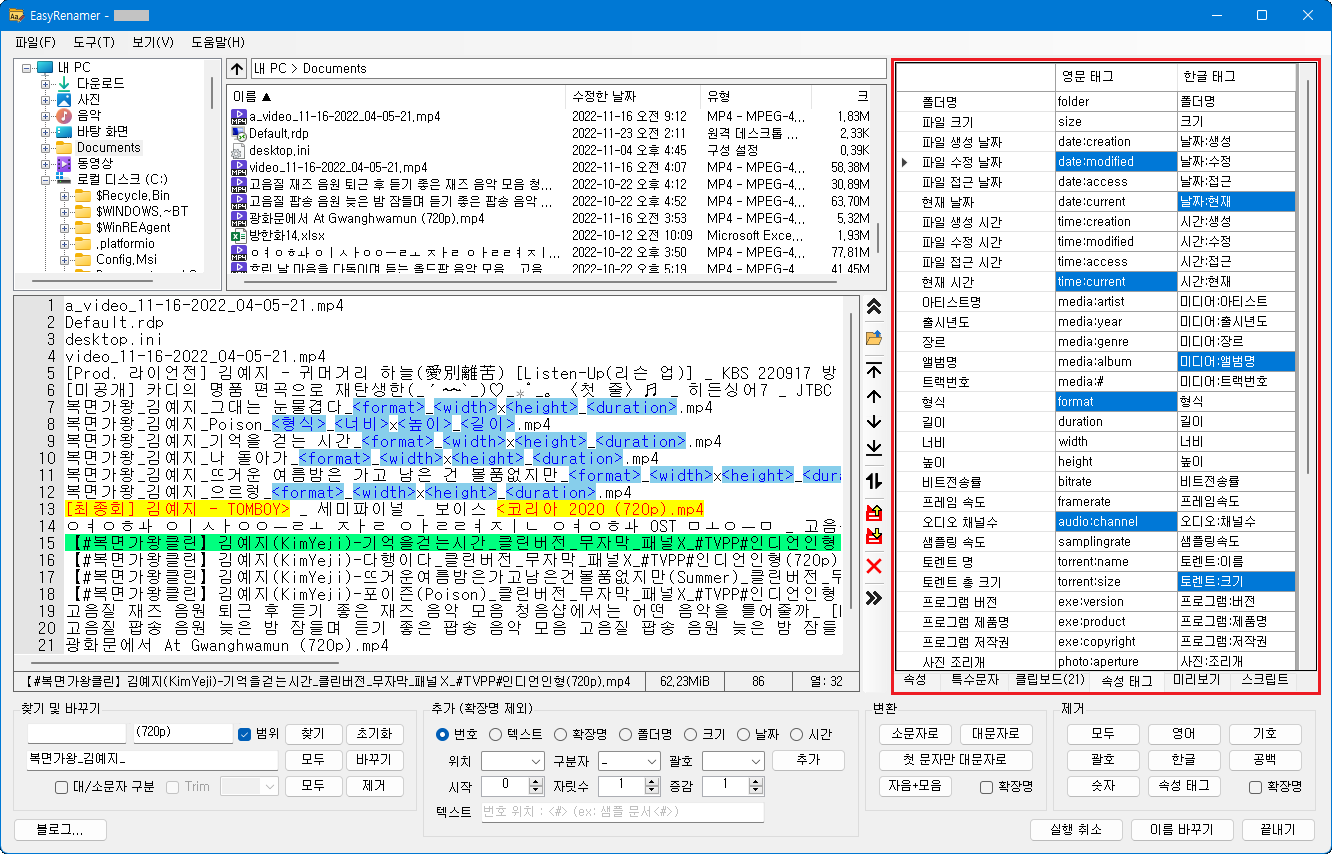 EasyRenamer -
파일(F) 도구(T) 보기(V) 도움말(H)
내 PC
다운로드
사진
음악
바탕 화면
Documents
동영상
로컬 디스크 (C:)
$Recycle,Bin
$WINDOWS,~BT
$WinREAgent
,platformio
Config,Msi
내 PC > Documents
이름 ▲ 수정한 날짜 유형 크
a_video_11-16-2022_04-05-21,mp4 2022-11-16 오전 9:12 MP4 - MPEG-4... 1,83M
Default,rdp 2022-11-23 오전 2:11 원격 데스크톱 ... 2,33K
desktop,ini 2022-11-04 오후 4:45 구성 설정 0,39K
video_11-16-2022_04-05-21,mp4 2022-11-16 오후 4:07 MP4 - MPEG-4... 58,38M
고음질 재즈 음원 퇴근 후 듣기 좋은 재즈 음악 모음 청... 2022-10-22 오후 4:12 MP4 - MPEG-4... 30,89M
고음질 팝송 음원 늦은 밤 잠들며 듣기 좋은 팝송 음악 ... 2022-10-22 오후 4:52 MP4 - MPEG-4... 63,70M
광화문에서 At Gwanghwamun (720p),mp4 2022-11-16 오후 3:53 MP4 - MPEG-4... 5,32M
방한화14,xlsx 2022-10-12 오전 10:09 Microsoft Exce... 1,93M
2022-10-22 오후 3:50 MP4 - MPEG-4... 77,81M
흐린 날 마음을 다독이며 듣는 올드팝 음악 모음 고음... 2022-10-22 오후 5:19 MP4 - MPEG-4... 41,45M
1 a_video_11-16-2022_04-05-21.mp4
2 Default.rdp
3 desktop.ini
4 video_11-16-2022_04-05-21.mp4
5 [Prod. 라이언전] 김예지 - 귀머거리 하늘(愛別離苦) [Listen-Up(리슨 업)] _ KBS 220917 방
6 [미공개] 카디의 명품 편곡으로 재탄생한 〈첫 줄〉♬ _ 히든싱어7 _ JTBC
7 복면가왕_김예지_그대는 눈물겹다_<format>_<width>x<height>_<duration>.mp4
8 복면가왕_김예지_Poison_<형식>_<너비>x<높이>_<길이>.mp4
9 복면가왕_김예지_기억을 걷는 시간_<format>_<width>x<height>_<duration>.mp4
10 복면가왕_김예지_나 돌아가_<format>_<width>x<height>_<duration>.mp4
11 복면가왕_김예지_뜨거운 여름밤은 가고 남은 건 볼품없지만_<format>_<width>x<height>_<dura
12 복면가왕_김예지_으르렁_<format>_<width>x<height>_<duration>.mp4
13 [최종회] 김예지 - TOMBOY> _ 세미파이널 _ 보이스 <코리아 2020 (720p).mp4
14 OST _ 고음
15 【#복면가왕클린】김예지(KimYeji)-기억을걷는시간_클린버전_무자막_패널X_#TVPP#인디언인형
16 【#복면가왕클린】김예지(KimYeji)-다행이다_클린버전_무자막_패널X_#TVPP#인디언인형(720p)
17 【#복면가왕클린】김예지(KimYeji)-뜨거운여름밤은가고남은건볼품없지만(Summer)_클린버전_무
18 【#복면가왕클린】김예지(KimYeji)-포이즌(Poison)_클린버전_무자막_패널X_#TVPP#인디언인형
19 고음질 재즈 음원 퇴근 후 듣기 좋은 재즈 음악 모음 청음샵에서는 어떤 음악을 틀어줄까_
20 고음질 팝송 음원 늦은 밤 잠들며 듣기 좋은 팝송 음악 모음 고음질 팝송 음원 늦은 밤 잠들
21 광화문에서 At Gwanghwamun (720p).mp4
【#복면가왕클린】김예지(KimYeji)-기억을걷는시간_클린버전_무자막_패널X_#TVPP#인디언인형(720p),mp4 62,23MiB 86 열: 32
영문 태그 한글 태그
폴더명 folder 폴더명
파일 크기 size 크기
파일 생성 날짜 date:creation 날짜:생성
파일 수정 날짜 date:modified 날짜:수정
파일 접근 날짜 date:access 날짜:접근
현재 날짜 date:current 날짜:현재
파일 생성 시간 time:creation 시간:생성
파일 수정 시간 time:modified 시간:수정
파일 접근 시간 time:access 시간:접근
현재 시간 time:current 시간:현재
아티스트명 media:artist 미디어:아티스트
출시년도 media:year 미디어:출시년도
장르 media:genre 미디어:장르
앨범명 media:album 미디어:앨범명
트랙번호 media:# 미디어:트랙번호
형식 format 형식
길이 duration 길이
너비 width 너비
높이 height 높이
비트전송률 bitrate 비트전송률
프레임 속도 framerate 프레임속도
오디오 채널수 audio:channel 오디오:채널수
샘플링 속도 samplingrate 샘플링속도
토렌트 명 torrent:name 토렌트:이름
토렌트 총 크기 torrent:size 토렌트:크기
프로그램 버전 exe:version 프로그램:버전
프로그램 제품명 exe:product 프로그램:제품명
프로그램 저작권 exe:copyright 프로그램:저작권
사진 조리개 photo:aperture 사진:조리개
속성 특수문자 클립보드(21) 속성 태그 미리보기 스크립트
찾기 및 바꾸기
(720p) 범위 찾기 초기화
복면가왕_김예지_ 모두 바꾸기
대/소문자 구분 Trim 모두 제거
블로그...
추가 (확장명 제외)
번호 텍스트 확장명 폴더명 크기 날짜 시간
위치 구분자 _ 괄호 추가
시작 0 자릿수 1 증감 1
텍스트 번호 위치 : <#> (ex: 샘플 문서<#>)
변환
소문자로 대문자로
첫 문자만 대문자로
자음+모음 확장명
제거
모두 영어 기호
괄호 한글 공백
숫자 속성 태그 확장명
실행 취소 이름 바꾸기 끝내기